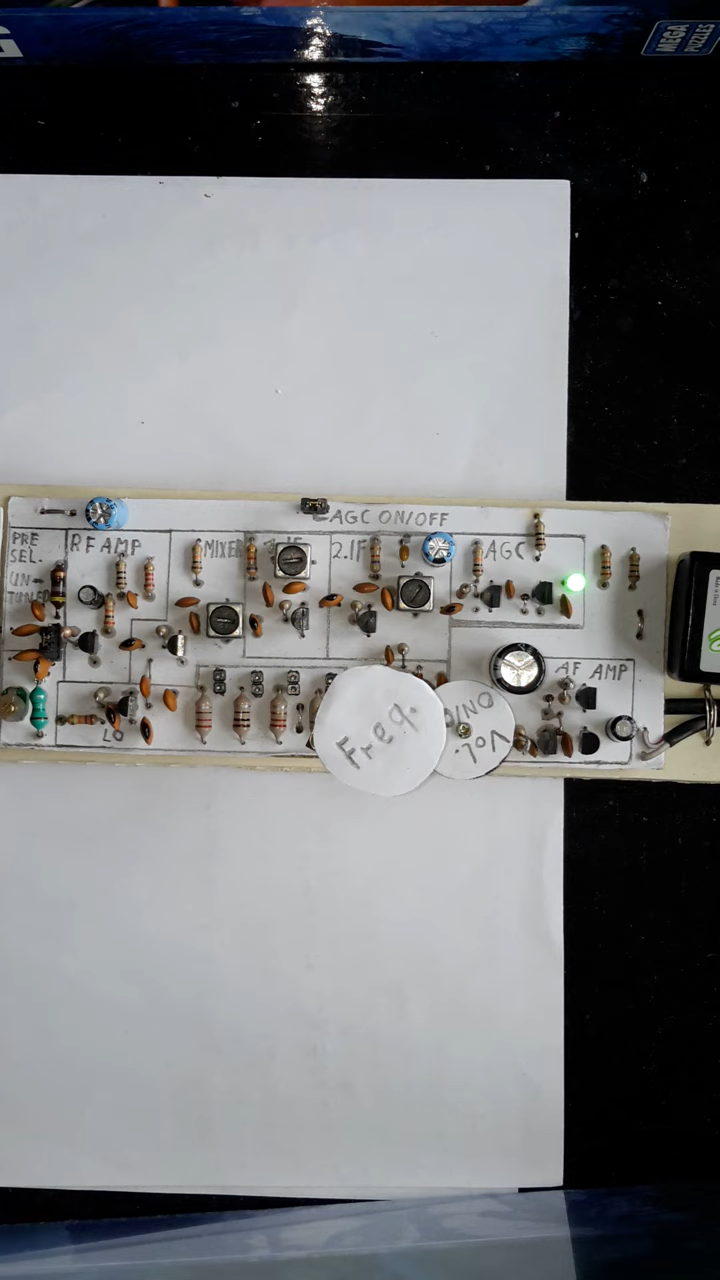 MEGA
PUZZLES
AGC ON/OFF
PRE
SEL.
UN-
TUNED
RF AMP
MIXER
2.IF
AGC
AF AMP
LO
Freq.
ON/O
VOL.